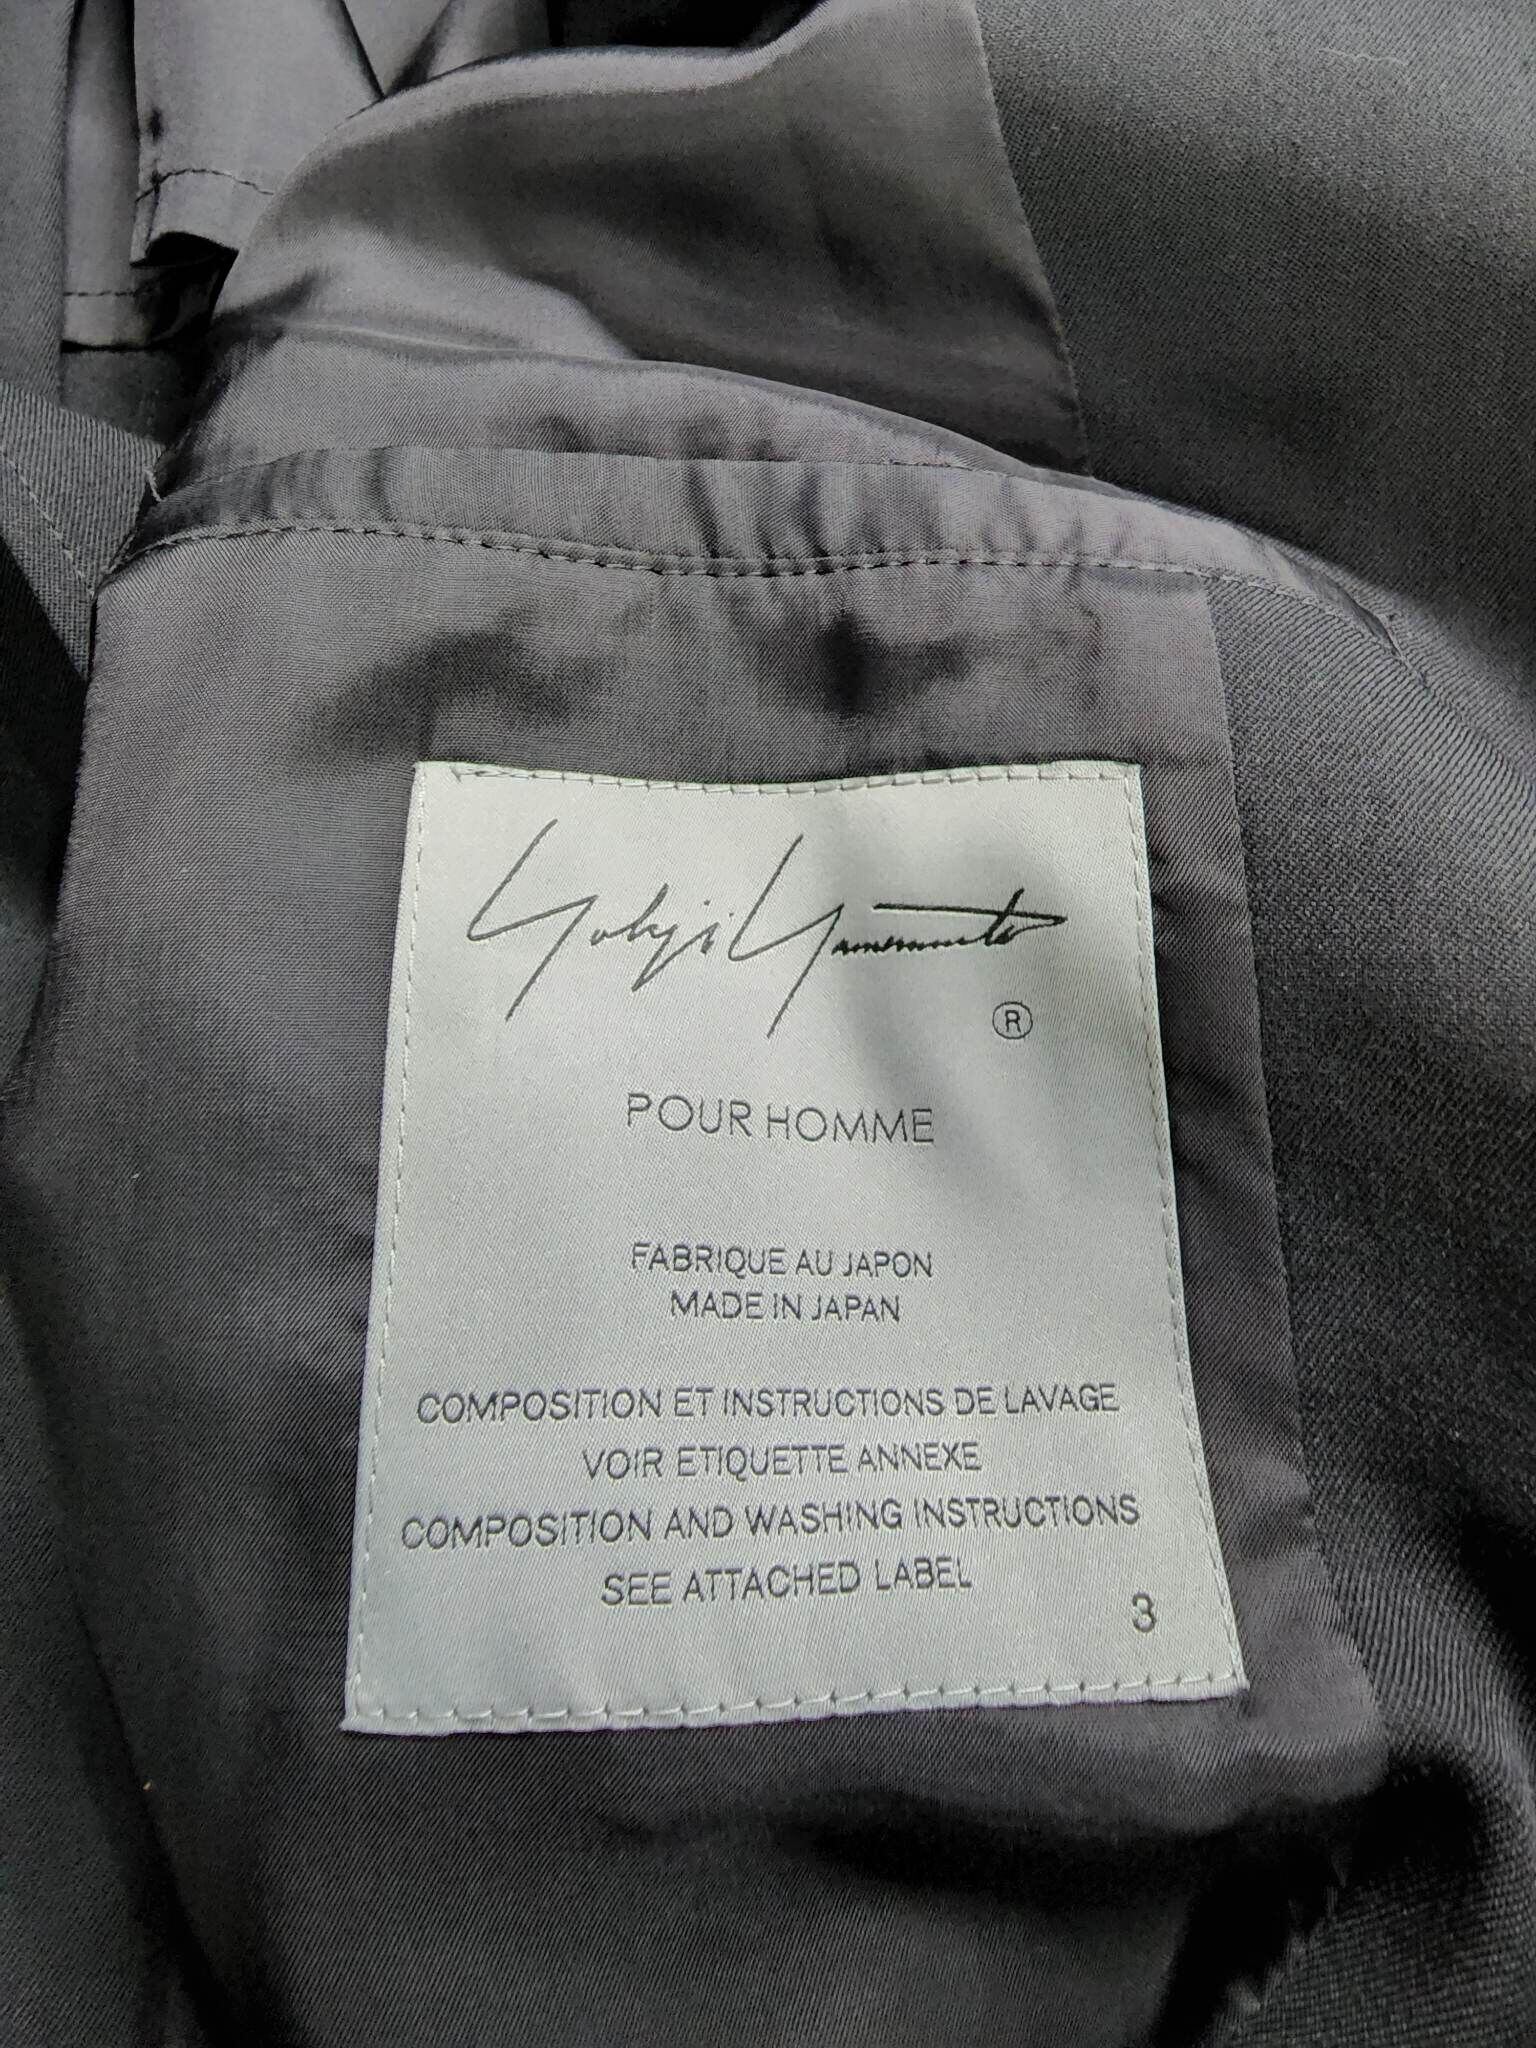 Yohji Yamamoto
®
POUR HOMME
FABRIQUE AU JAPON
MADE IN JAPAN
COMPOSITION ET INSTRUCTIONS DE LAVAGE
VOIR ETIQUETTE ANNEXE
COMPOSITION AND WASHING INSTRUCTIONS
SEE ATTACHED LABEL
3